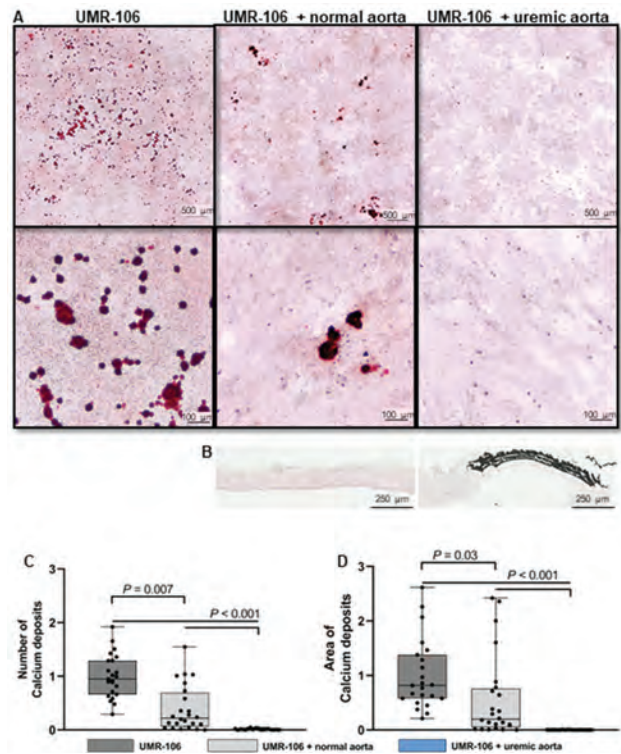 A UMR-106 UMR-106 + normal aorta UMR-106 + uremic aorta
500 µm 500 µm 500 µm
100 µm 100 µm 100 µm
B
250 µm 250 µm
C
P = 0.007
P < 0.001
Number of
Calcium deposits
3
2
1
0
D
P = 0.03
P < 0.001
Area of
Calcium deposits
3
2
1
0
UMR-106 UMR-106 + normal aorta UMR-106 + uremic aorta